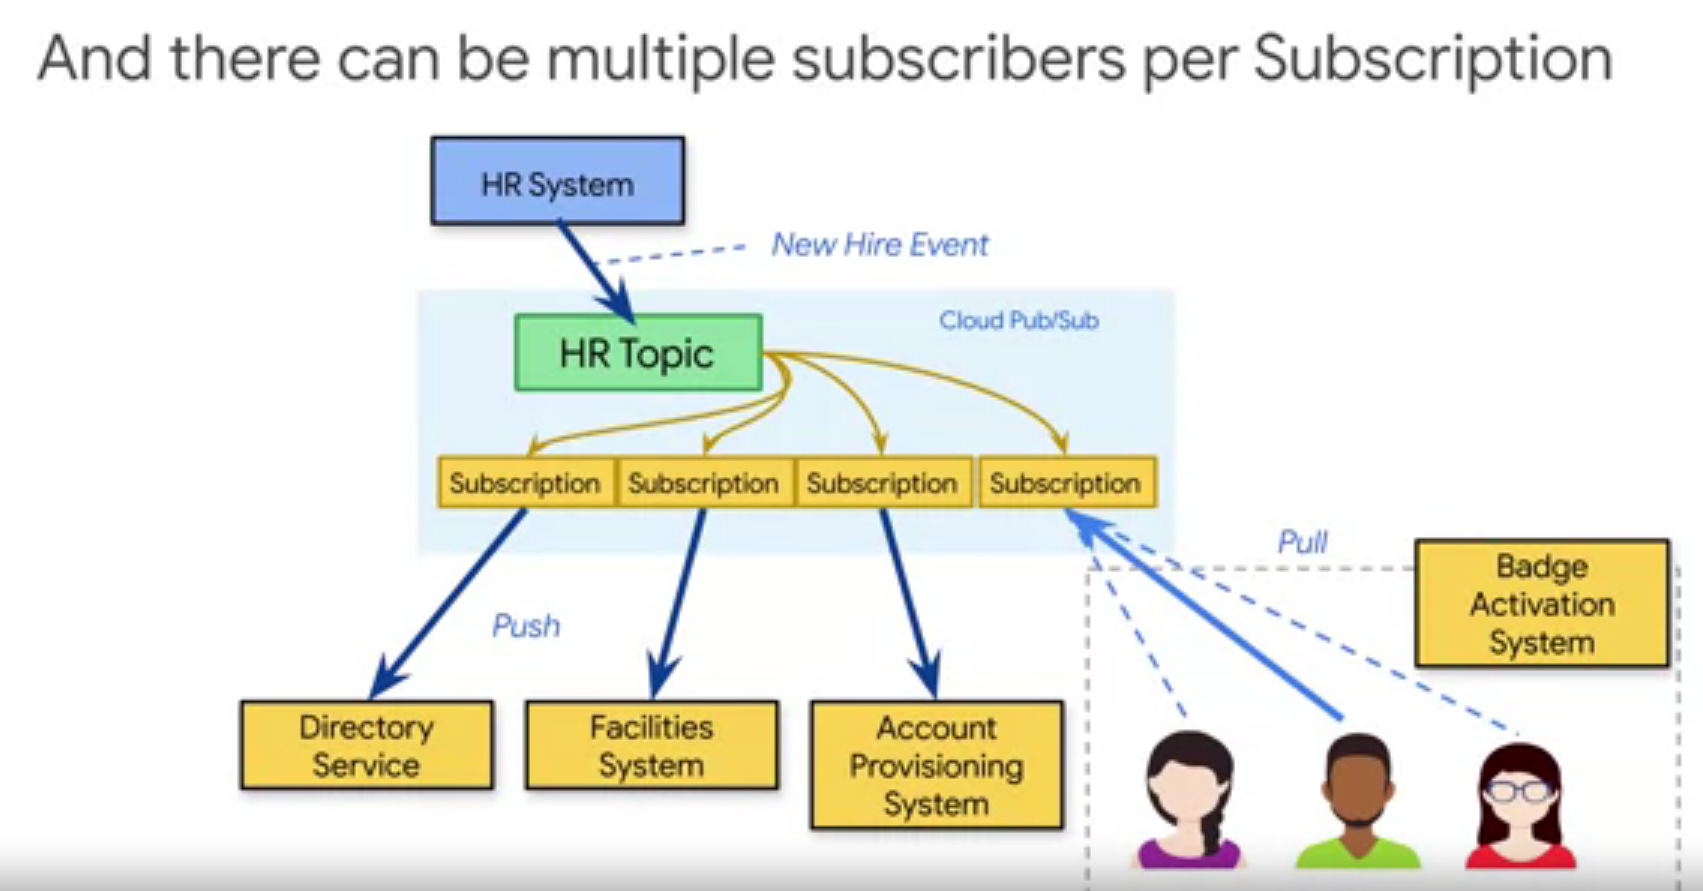 And there can be multiple subscribers per Subscription
HR System
New Hire Event
Cloud Pub/Sub
HR Topic
Subscription
Subscription
Subscription
Subscription
Pull
Badge
Activation
System
Push
Directory
Service
Facilities
System
Account
Provisioning
System